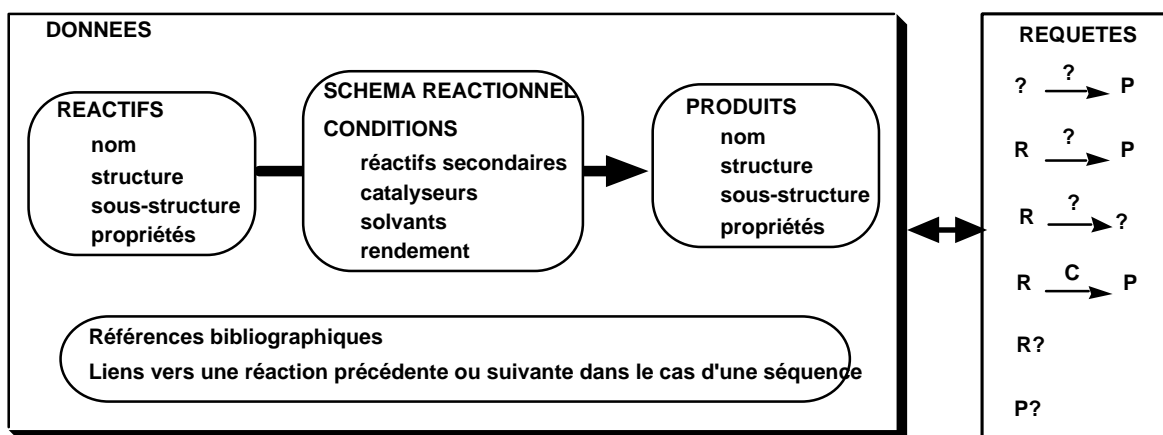 DONNEES
REACTIFS
nom
structure
sous-structure
propriétés
SCHEMA REACTIONNEL
CONDITIONS
réactifs secondaires
catalyseurs
solvants
rendement
PRODUITS
nom
structure
sous-structure
propriétés
Références bibliographiques
Liens vers une réaction précédente ou suivante dans le cas d'une séquence
REQUETES
?
? P
?
R P
?
R ?
C
R P
R?
P?